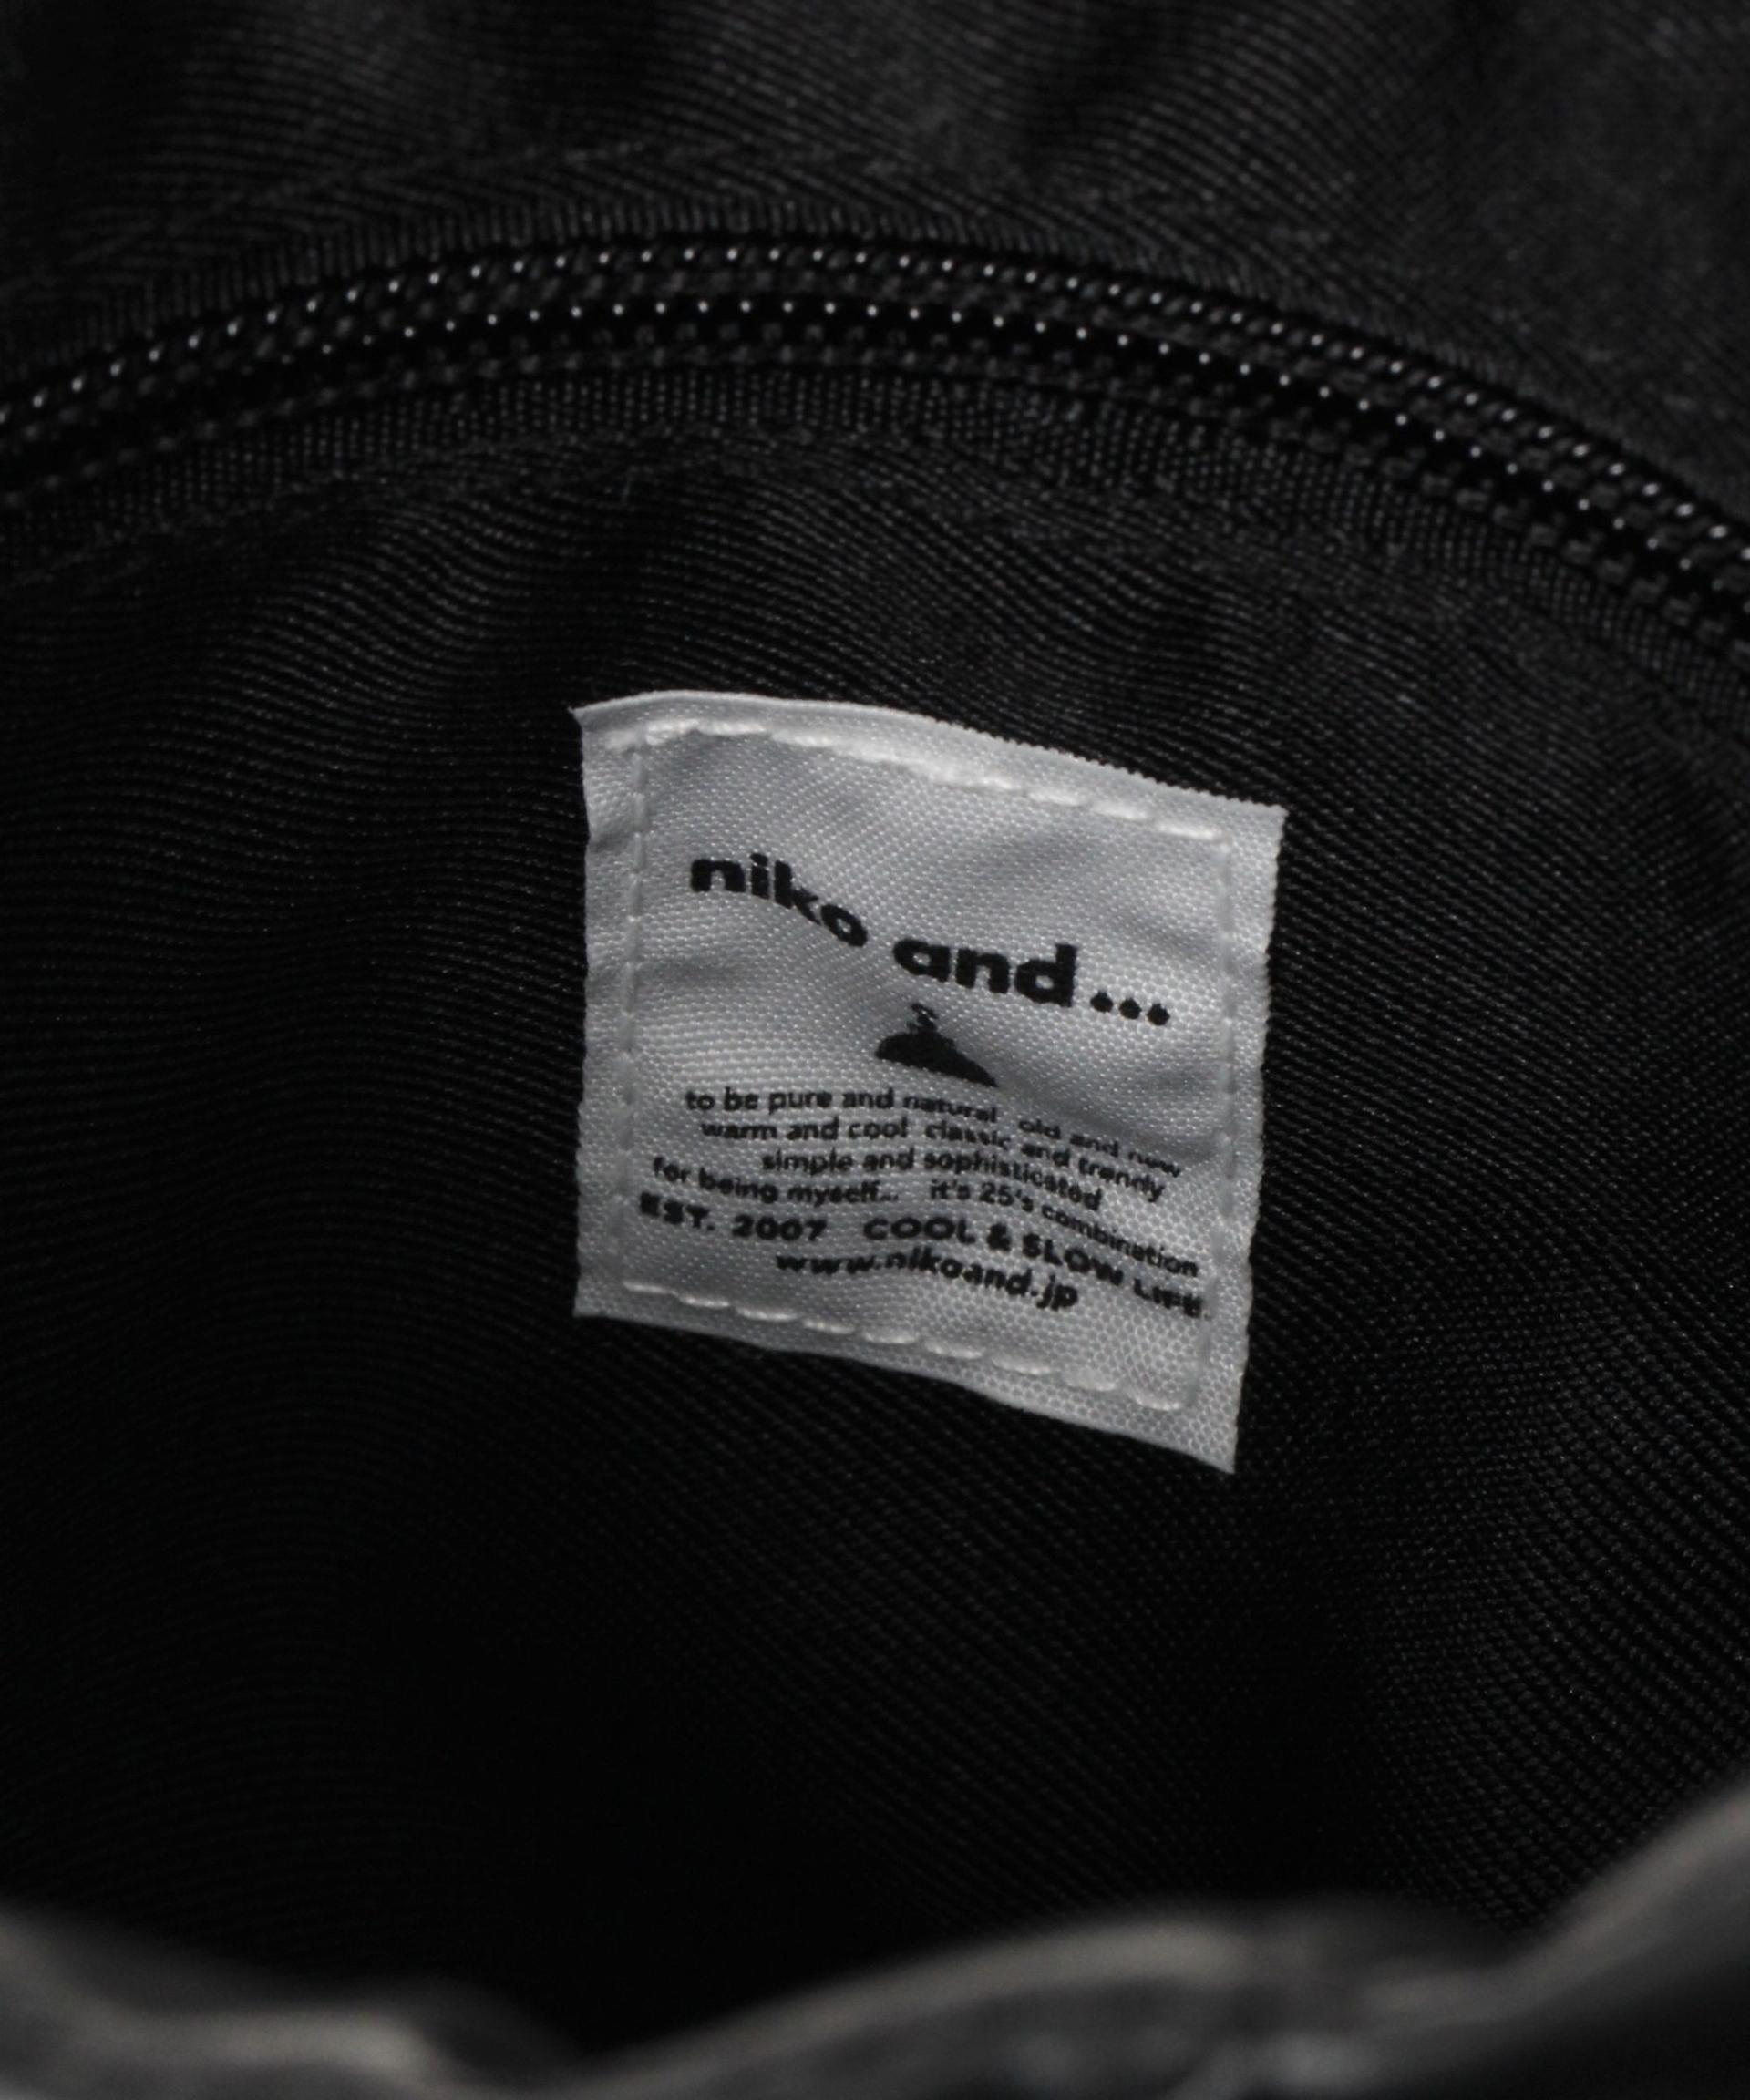 niko and...
to be pure and natural old and new
warm and cool classic and trendy
simple and sophisticated
for being myself... it's 25's combination
EST. 2007 COOL & SLOW LIFE.
www.nikoand.jp